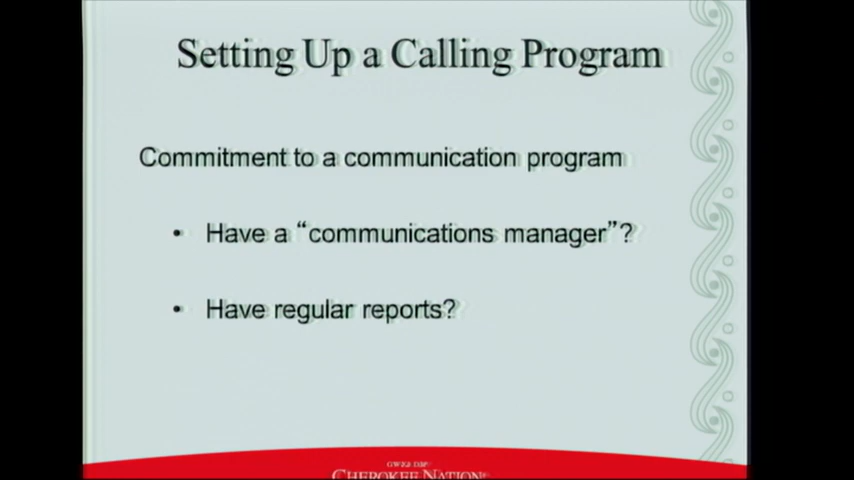 Setting Up a Calling Program
Commitment to a communication program
• Have a “communications manager”?
• Have regular reports?
CHEROKEE NATION